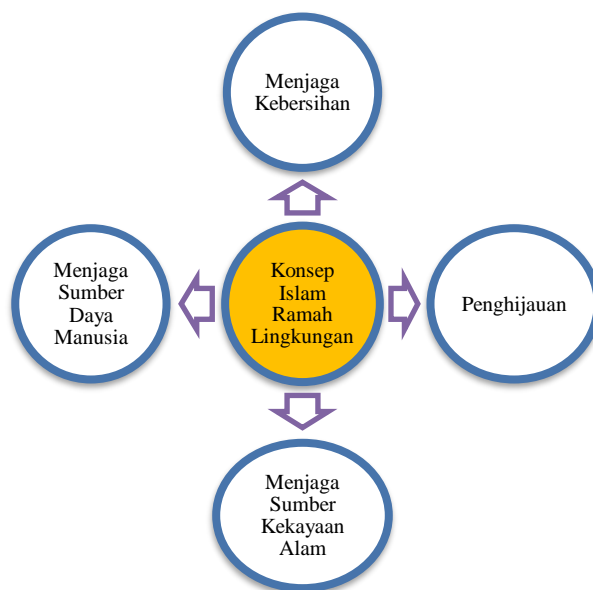 Menjaga
Kebersihan
Menjaga
Sumber
Daya
Manusia
Konsep
Islam
Ramah
Lingkungan
Penghijauan
Menjaga
Sumber
Kekayaan
Alam